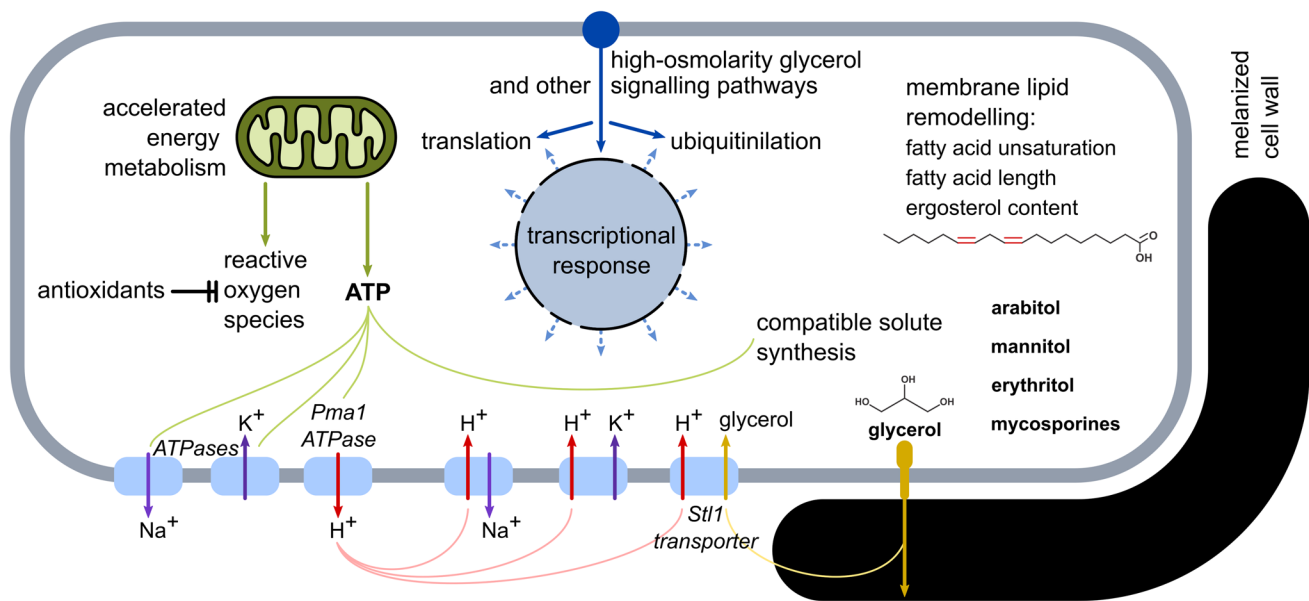 accelerated
energy
metabolism
reactive
oxygen
species
antioxidants
ATP
high-osmolarity glycerol
and other signalling pathways
translation
ubiquitinilation
transcriptional
response
membrane lipid
remodelling:
fatty acid unsaturation
fatty acid length
ergosterol content
O
OH
melanized
cell wall
compatible solute
synthesis
arabitol
mannitol
erythritol
mycosporines
OH
HO
OH
glycerol
ATPases
K+
Pma1
ATPase
H+
H+
K+
H+
glycerol
Na+
H+
Na+
Stl1
transporter